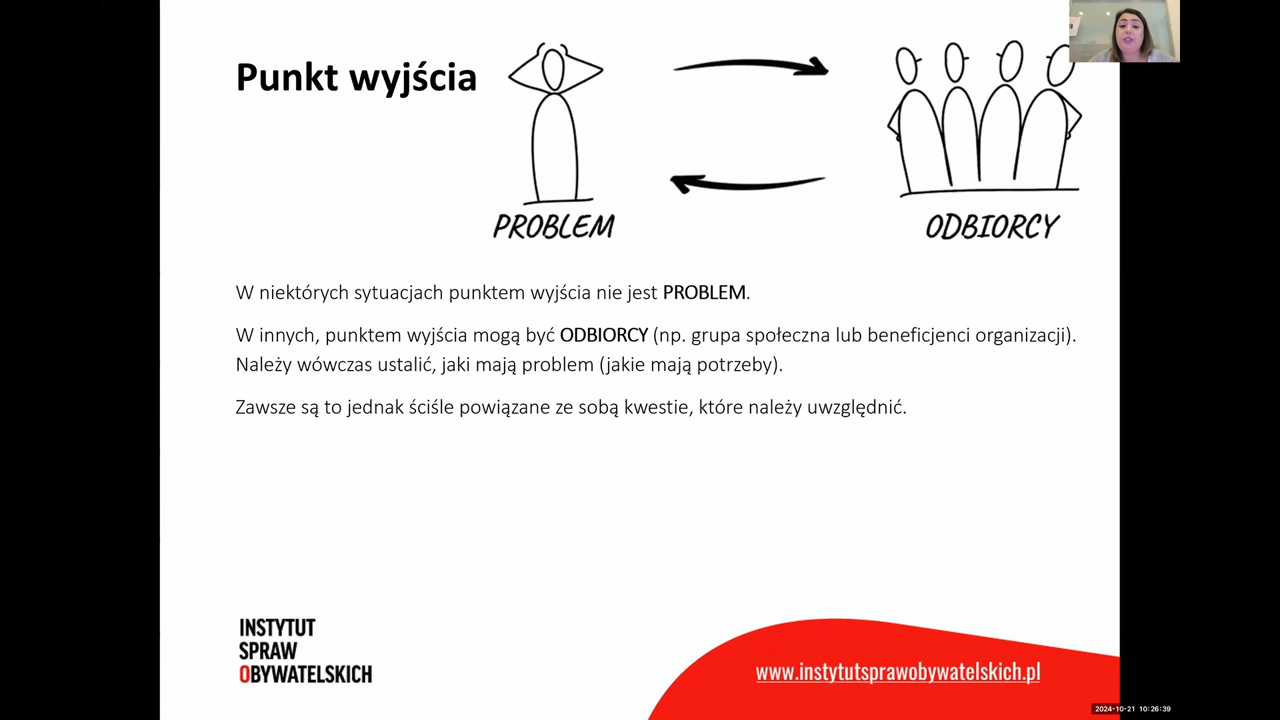 Punkt wyjścia
PROBLEM
ODBIORCY
W niektórych sytuacjach punktem wyjścia nie jest PROBLEM.
W innych, punktem wyjścia mogą być ODBIORCY (np. grupa społeczna lub beneficjenci organizacji).
Należy wówczas ustalić, jaki mają problem (jakie mają potrzeby).
Zawsze są to jednak ściśle powiązane ze sobą kwestie, które należy uwzględnić.
INSTYTUT
SPRAW
OBYWATELSKICH
www.instytutsprawobywatelskich.pl
2024-10-21 10:26:39